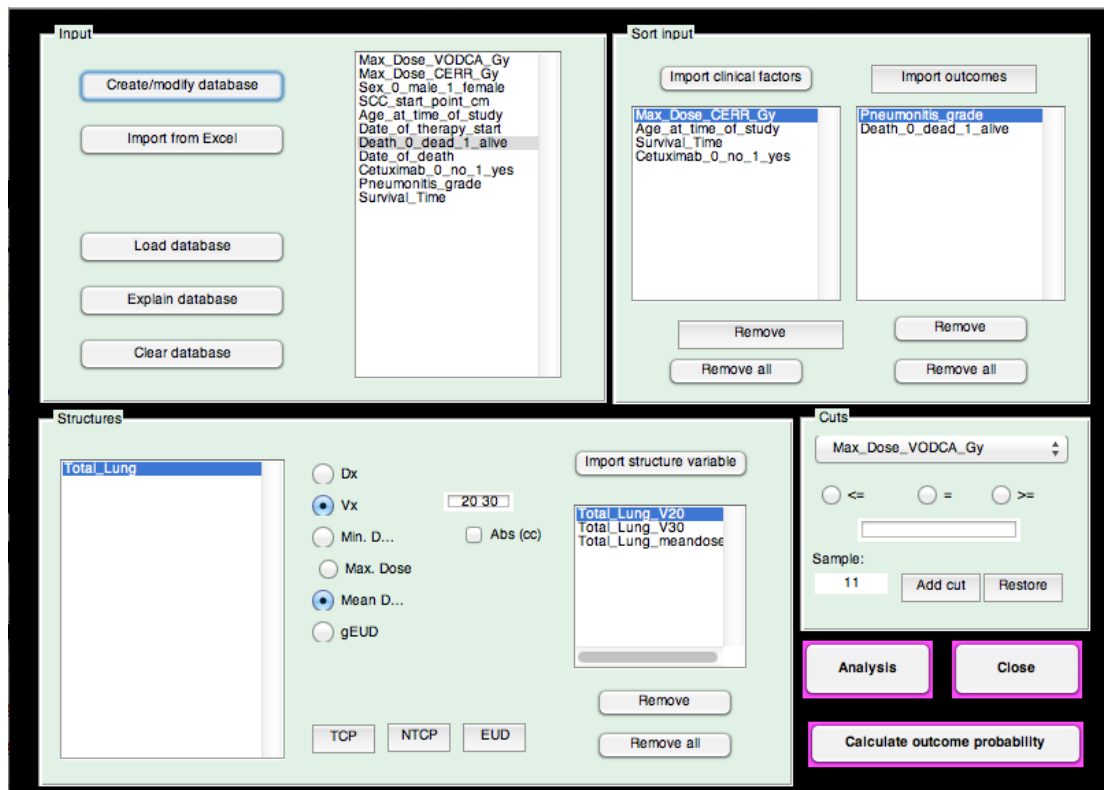 Input
Create/modify database
Import from Excel
Load database
Explain database
Clear database
Max_Dose_VODCA_Gy
Max_Dose_CERR_Gy
Sex_0_male_1_female
SCC_start_point_cm
Age_at_time_of_study
Date_of_therapy_start
Death_0_dead_1_alive
Date_of_death
Cetuximab_0_no_1_yes
Pneumonitis_grade
Survival_Time
Sort input
Import clinical factors
Max_Dose_CERR_Gy
Age_at_time_of_study
Survival_Time
Cetuximab_0_no_1_yes
Remove
Remove all
Import outcomes
Pneumonitis_grade
Death_0_dead_1_alive
Remove
Remove all
Structures
Total_Lung
Dx
Vx
20 30
Min. D...
Abs (cc)
Max. Dose
Mean D...
gEUD
TCP
NTCP
EUD
Import structure variable
Total_Lung_V20
Total_Lung_V30
Total_Lung_meandose
Remove
Remove all
Cuts
Max_Dose_VODCA_Gy
<=
=
>=
Sample:
11
Add cut
Restore
Analysis
Close
Calculate outcome probability